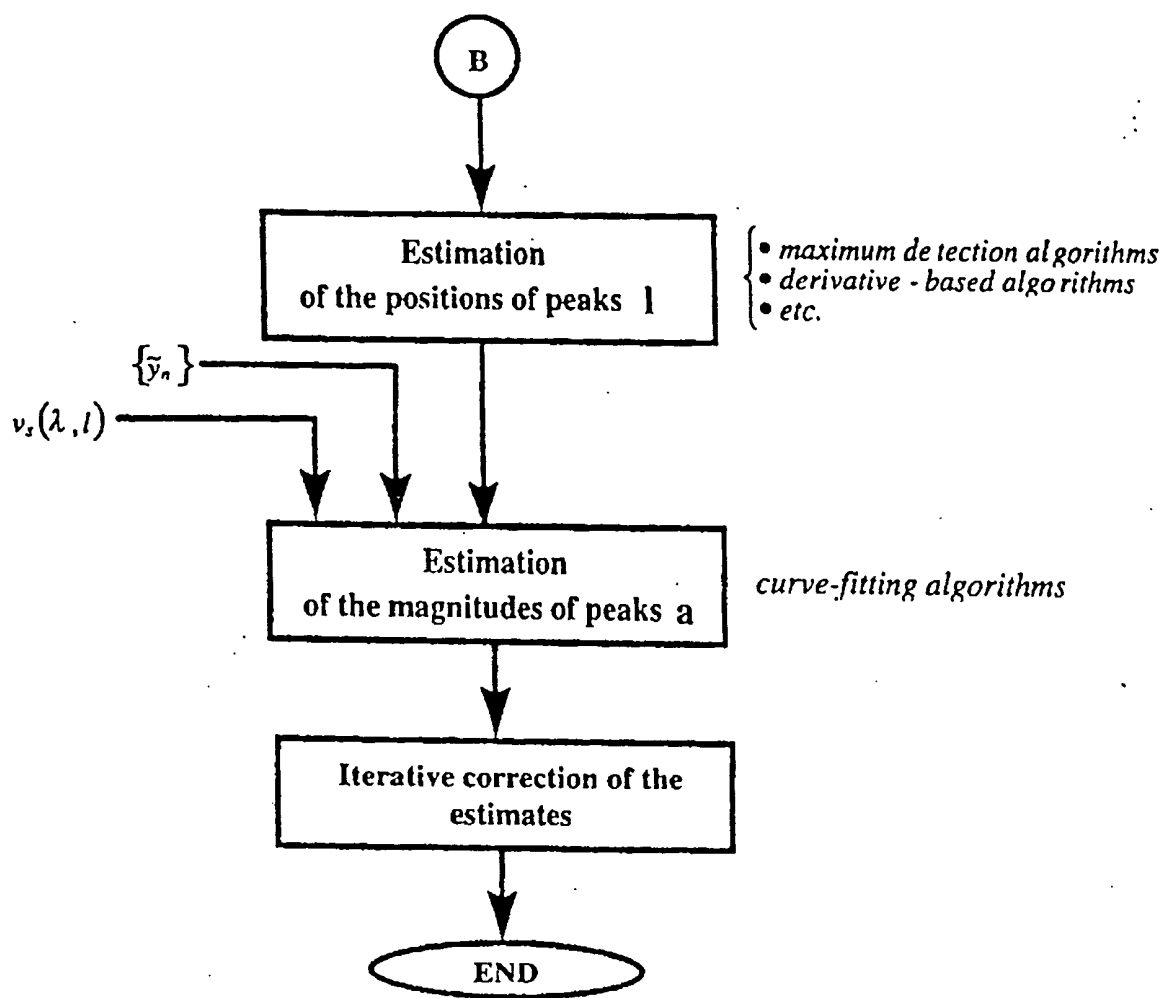 B
Estimation
of the positions of peaks l
• maximum detection algorithms
• derivative - based algorithms
• etc.
{ỹₙ}
νₛ(λ, l)
Estimation
of the magnitudes of peaks a
curve-fitting algorithms
Iterative correction of the
estimates
END